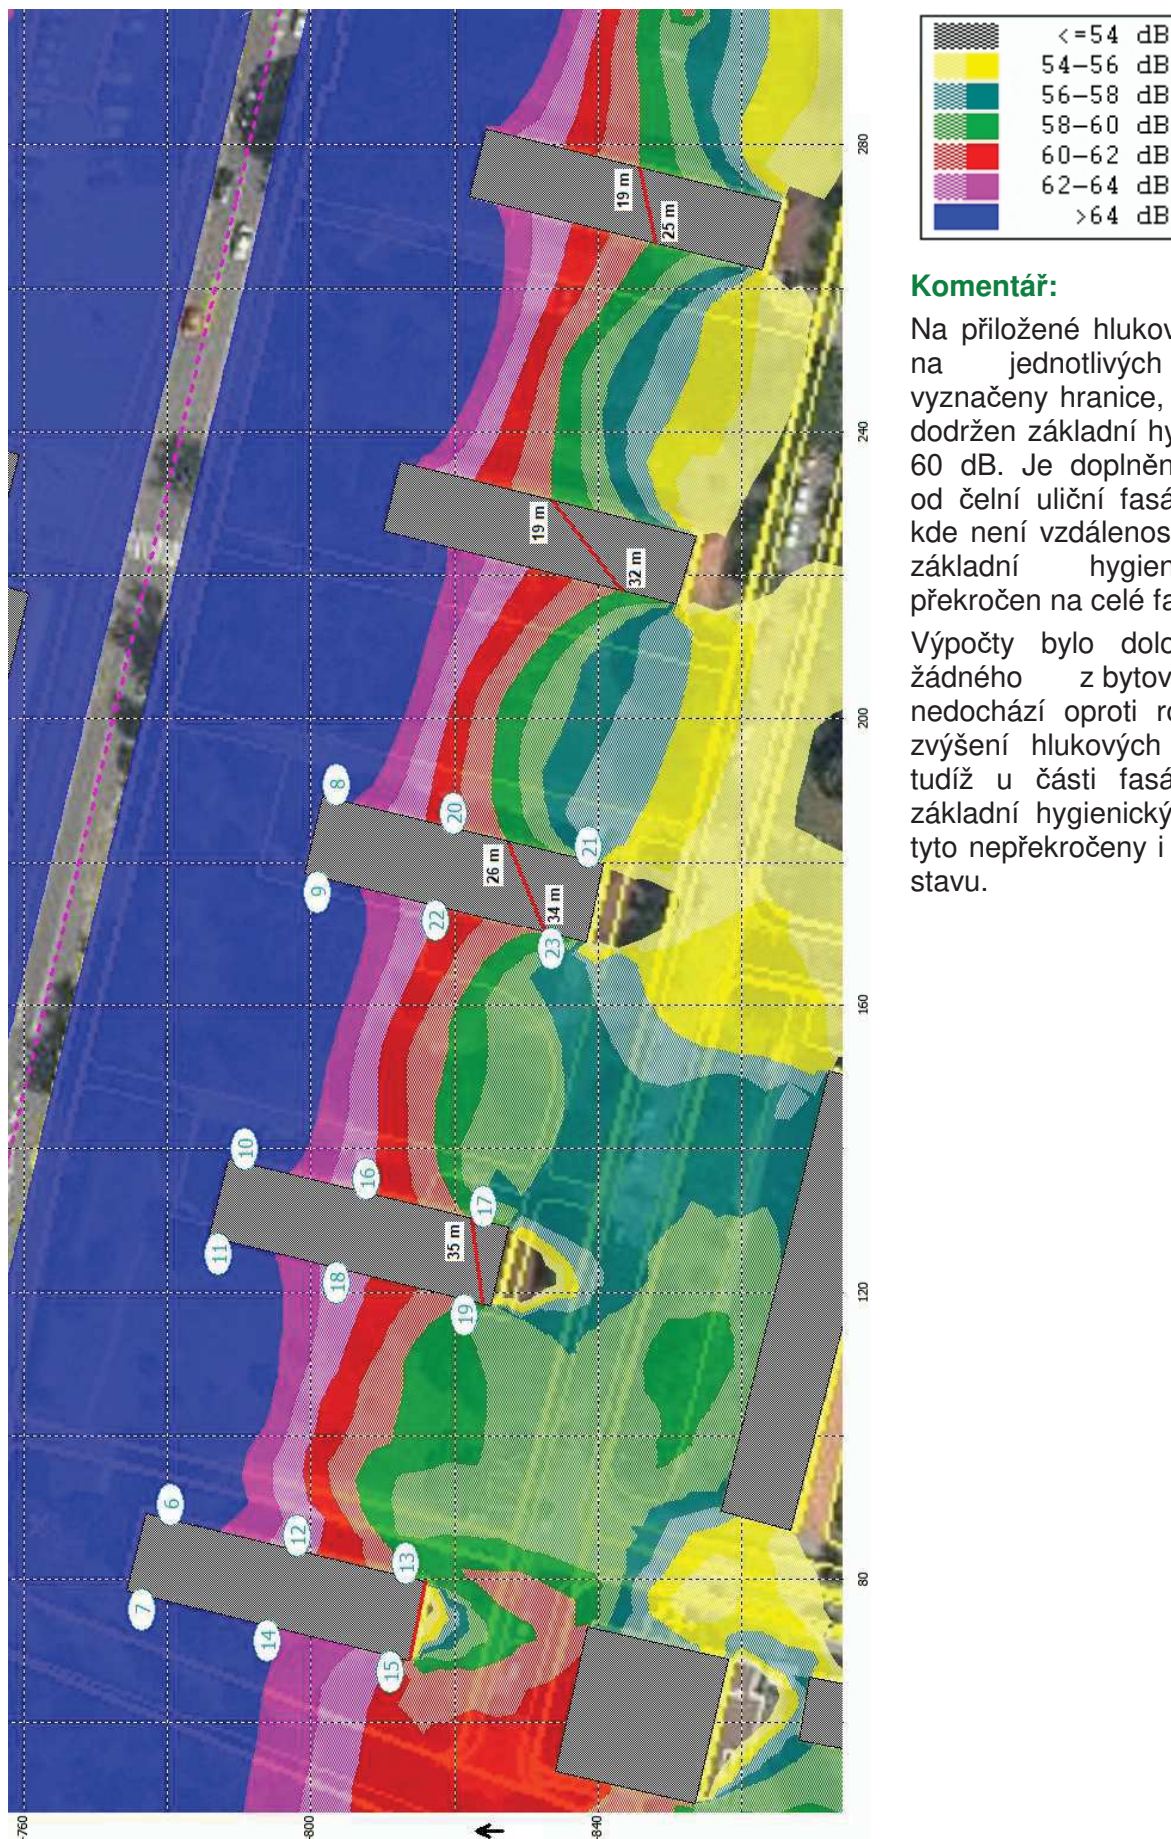 <=54 dB
54-56 dB
56-58 dB
58-60 dB
60-62 dB
62-64 dB
>64 dB
Komentář:
Na přiložené hlukov
na jednotlivých
vyznačeny hranice,
dodržen základní hy
60 dB. Je doplněn
od čelní uliční fasá
kde není vzdálenos
základní hygien
překročen na celé fa
Výpočty bylo dolo
žádného z bytov
nedochází oproti ro
zvýšení hlukových
tudíž u části fasá
základní hygienický
tyto nepřekročeny i
stavu.
280
240
200
160
120
80
-760
-800
-840
19 m
25 m
19 m
32 m
26 m
34 m
35 m
8
9
20
21
22
23
10
11
16
17
18
19
6
7
12
13
14
15